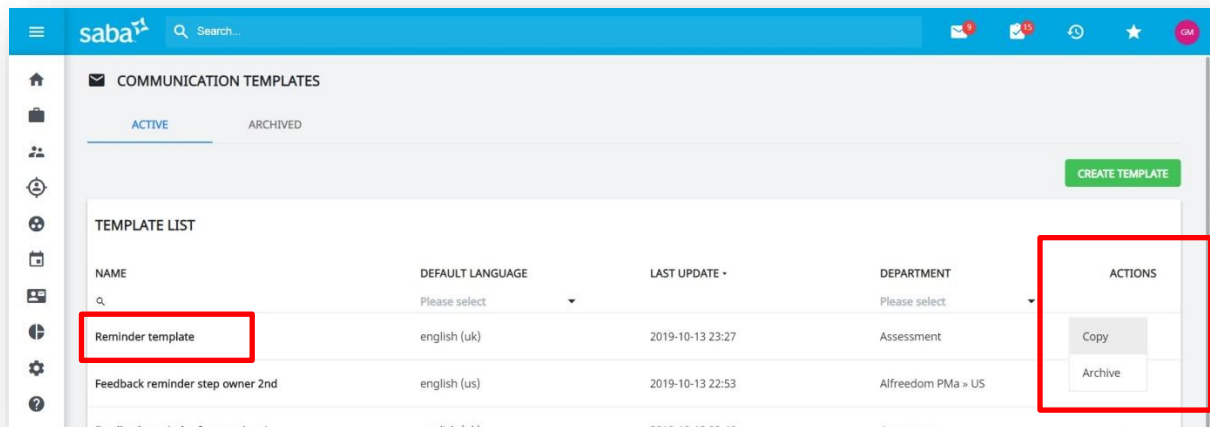 saba
Search...
9
15
GM
COMMUNICATION TEMPLATES
ACTIVE ARCHIVED
CREATE TEMPLATE
TEMPLATE LIST
NAME DEFAULT LANGUAGE LAST UPDATE DEPARTMENT ACTIONS
Please select Please select
Reminder template english (uk) 2019-10-13 23:27 Assessment Copy
Archive
Feedback reminder step owner 2nd english (us) 2019-10-13 22:53 Alfreedom PMa » US